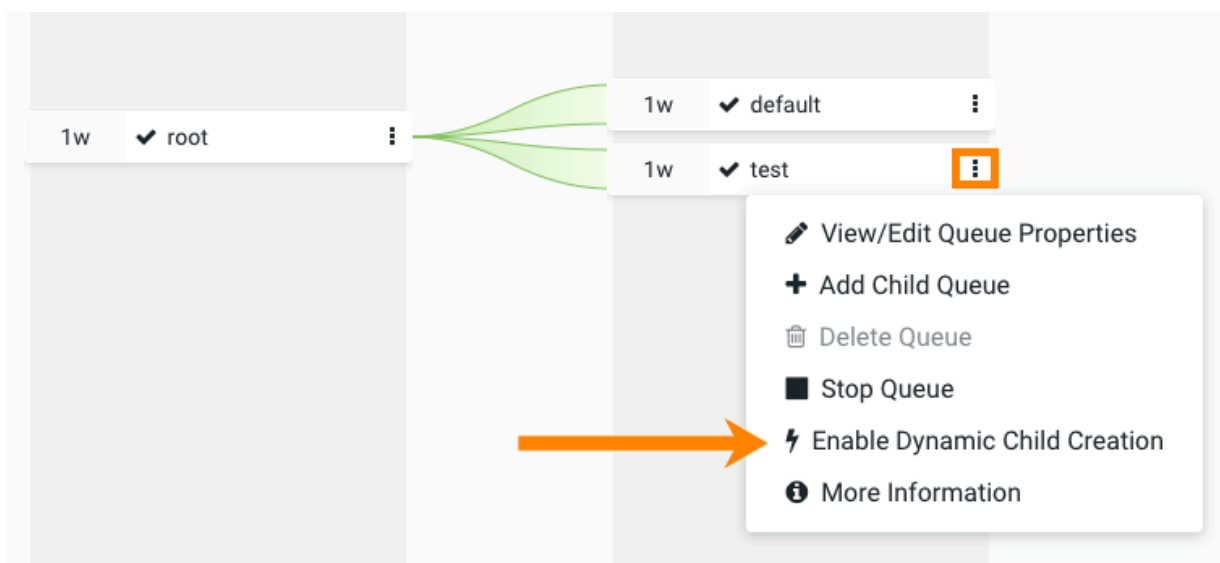 1w default
1w root
1w test
View/Edit Queue Properties
Add Child Queue
Delete Queue
Stop Queue
Enable Dynamic Child Creation
More Information